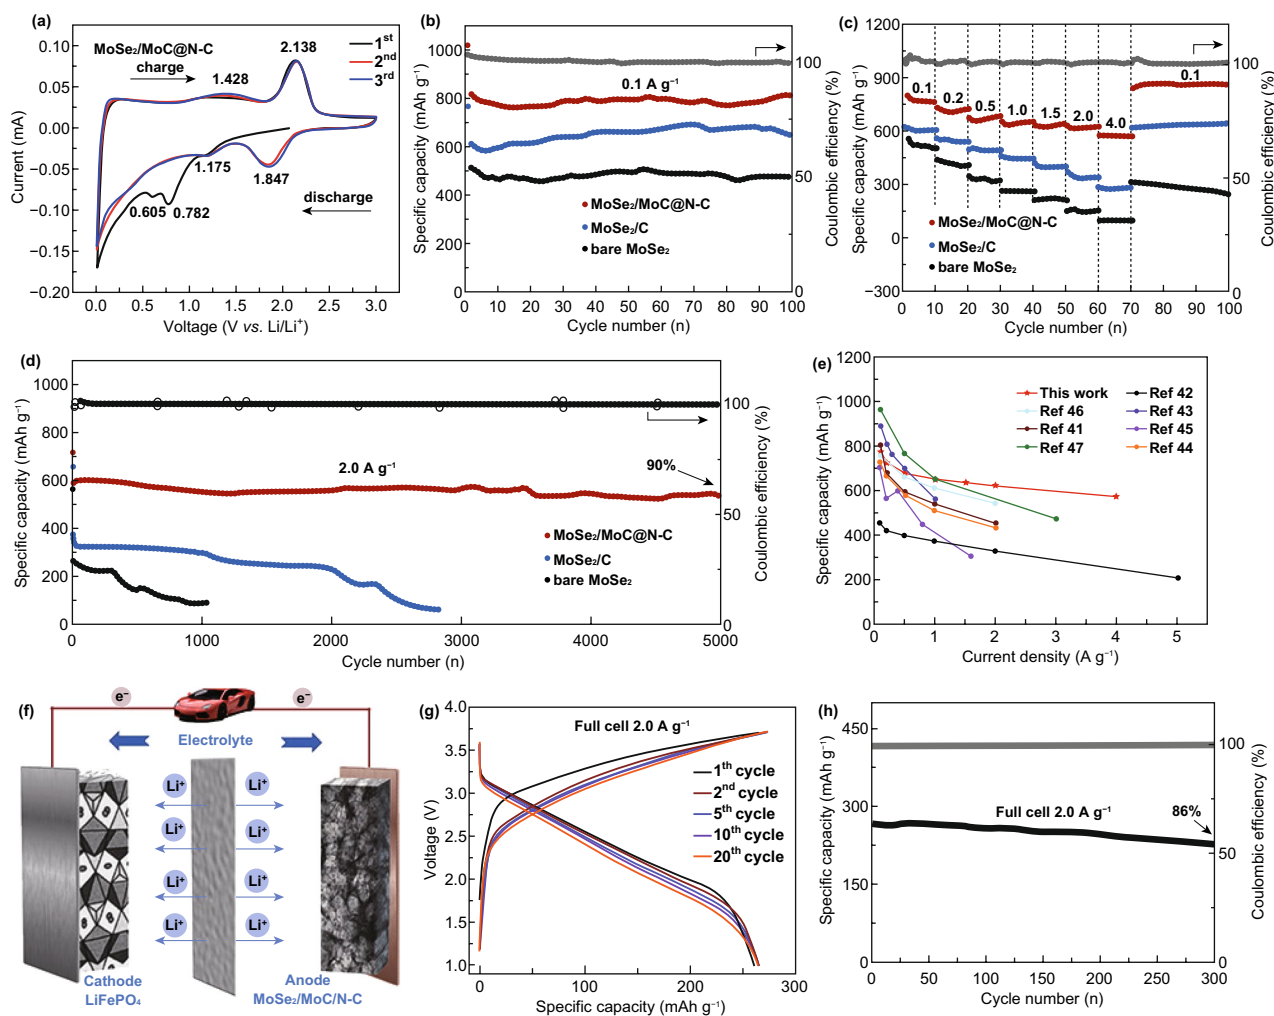 (a)
MoSe₂/MoC@N-C
charge
2.138
1.428
1ˢᵗ
2ⁿᵈ
3ʳᵈ
1.175
1.847
0.605
0.782
discharge
0.10
0.05
0.00
−0.05
−0.10
−0.15
−0.20
Current (mA)
0.0 0.5 1.0 1.5 2.0 2.5 3.0
Voltage (V vs. Li/Li⁺)
(b)
0.1 A g⁻¹
MoSe₂/MoC@N-C
MoSe₂/C
bare MoSe₂
1000
800
600
400
200
0
Specific capacity (mAh g⁻¹)
100
50
0
Coulombic efficiency (%)
0 10 20 30 40 50 60 70 80 90 100
Cycle number (n)
(c)
0.1
0.2
0.5
1.0
1.5
2.0
4.0
0.1
MoSe₂/MoC@N-C
MoSe₂/C
bare MoSe₂
1200
900
600
300
0
−300
Specific capacity (mAh g⁻¹)
100
50
0
Coulombic efficiency (%)
0 10 20 30 40 50 60 70 80 90 100
Cycle number (n)
(d)
2.0 A g⁻¹
90%
MoSe₂/MoC@N-C
MoSe₂/C
bare MoSe₂
1000
800
600
400
200
0
Specific capacity (mAh g⁻¹)
100
50
0
Coulombic efficiency (%)
0 1000 2000 3000 4000 5000
Cycle number (n)
(e)
This work
Ref 46
Ref 41
Ref 47
Ref 42
Ref 43
Ref 45
Ref 44
1200
1000
800
600
400
200
0
Specific capacity (mAh g⁻¹)
0 1 2 3 4 5
Current density (A g⁻¹)
(f)
e⁻
e⁻
Electrolyte
Li⁺ Li⁺
Li⁺ Li⁺
Li⁺ Li⁺
Li⁺ Li⁺
Cathode
LiFePO₄
Anode
MoSe₂/MoC/N-C
(g)
Full cell 2.0 A g⁻¹
1ᵗʰ cycle
2ⁿᵈ cycle
5ᵗʰ cycle
10ᵗʰ cycle
20ᵗʰ cycle
4.0
3.5
3.0
2.5
2.0
1.5
1.0
Voltage (V)
0 100 200 300
Specific capacity (mAh g⁻¹)
(h)
Full cell 2.0 A g⁻¹
86%
450
300
150
0
Specific capacity (mAh g⁻¹)
100
50
0
Coulombic efficiency (%)
0 50 100 150 200 250 300
Cycle number (n)